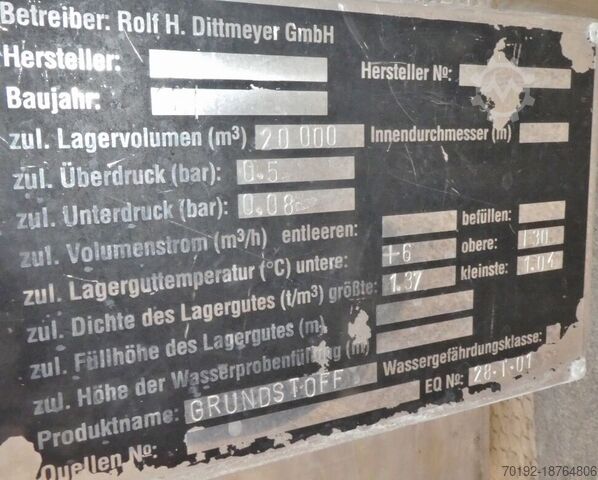 Betreiber: Rolf H. Dittmeyer GmbH
Hersteller: Hersteller №:
Baujahr:
zul. Lagervolumen (m³) 20 000 Innendurchmesser (m)
zul. Überdruck (bar): 0.5
zul. Unterdruck (bar): 0.08
zul. Volumenstrom (m³/h) entleeren: befüllen:
zul. Lagerguttemperatur (°C) untere: +6 obere: +30
zul. Dichte des Lagergutes (t/m³) größte: 1.37 kleinste: 1.04
zul. Füllhöhe des Lagergutes (m)
zul. Höhe der Wasserprobenfüllung (m)
Produktname: GRUNDSTOFF Wassergefährdungsklasse:
Quellen №: EQ №: 28.1.01
70192-18764806